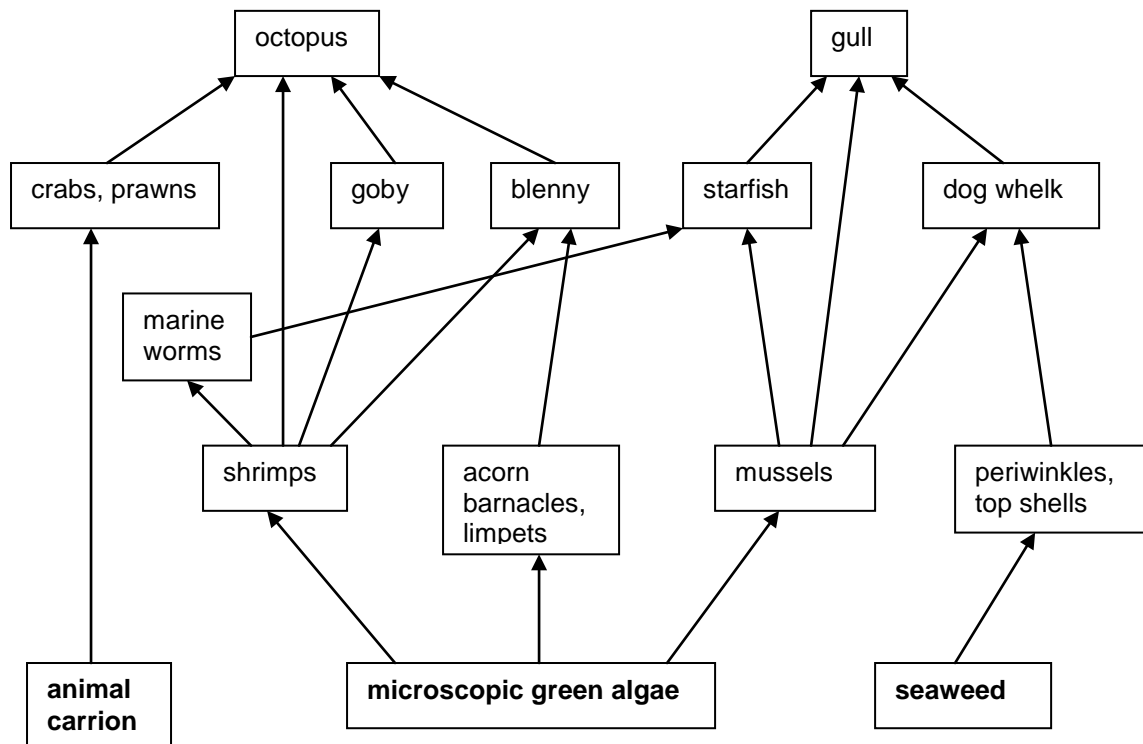 octopus
gull
crabs, prawns
goby
blenny
starfish
dog whelk
marine
worms
shrimps
acorn
barnacles,
limpets
mussels
periwinkles,
top shells
animal
carrion
microscopic green algae
seaweed